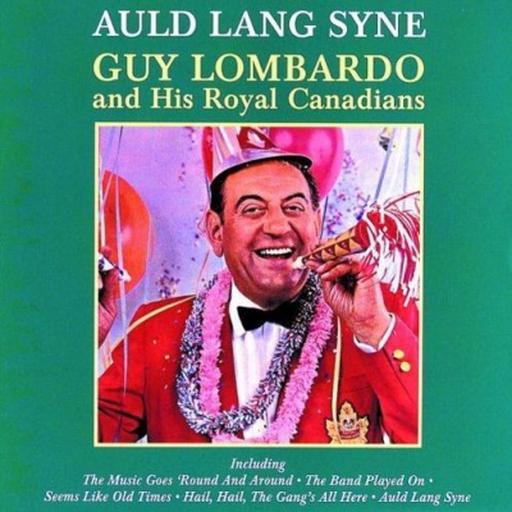 AULD LANG SYNE
GUY LOMBARDO
and His Royal Canadians
Including
The Music Goes 'Round And Around • The Band Played On •
Seems Like Old Times • Hail, Hail, The Gang's All Here • Auld Lang Syne